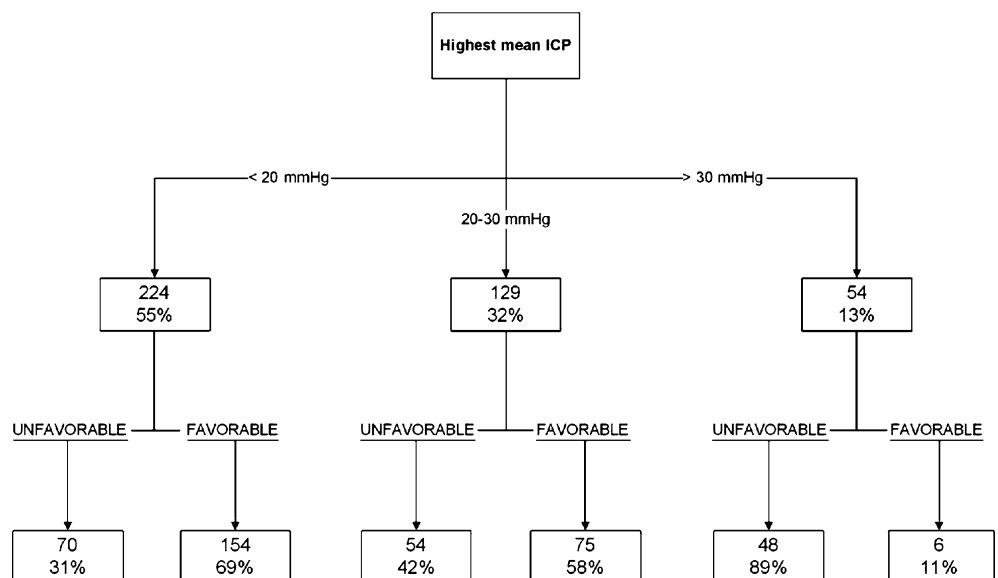 Highest mean ICP
< 20 mmHg
> 30 mmHg
20-30 mmHg
224
55%
129
32%
54
13%
UNFAVORABLE
FAVORABLE
UNFAVORABLE
FAVORABLE
UNFAVORABLE
FAVORABLE
70
31%
154
69%
54
42%
75
58%
48
89%
6
11%